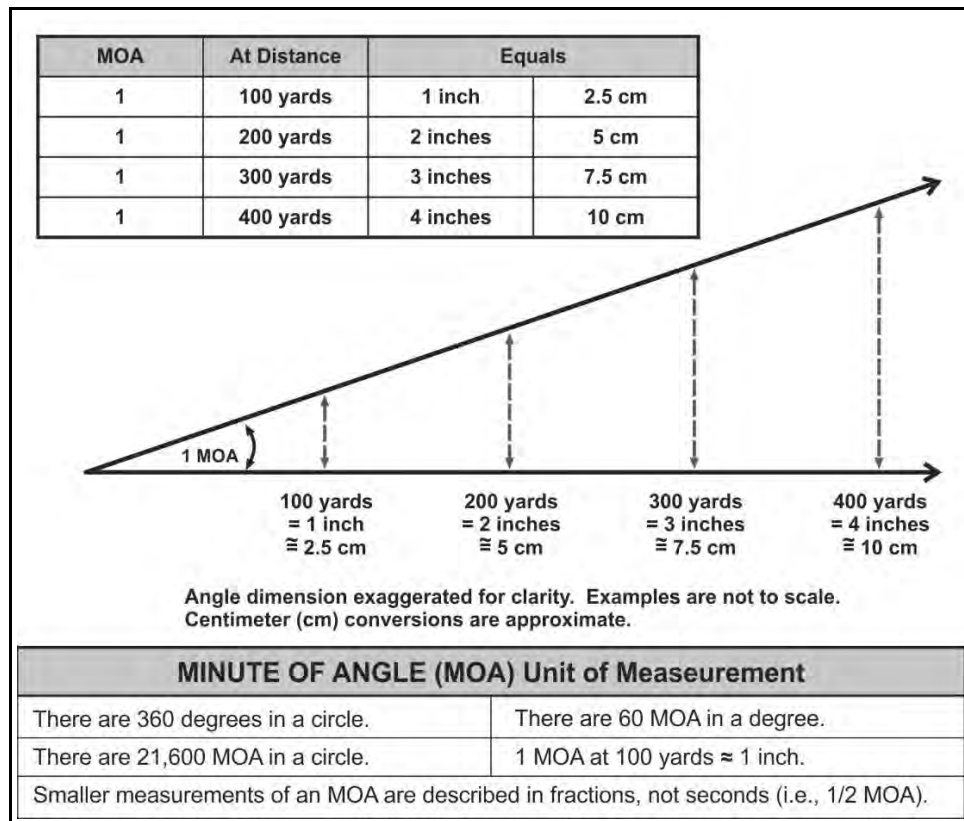 MOA At Distance Equals
1 100 yards 1 inch 2.5 cm
1 200 yards 2 inches 5 cm
1 300 yards 3 inches 7.5 cm
1 400 yards 4 inches 10 cm
1 MOA
100 yards 200 yards 300 yards 400 yards
= 1 inch = 2 inches = 3 inches = 4 inches
≅ 2.5 cm ≅ 5 cm ≅ 7.5 cm ≅ 10 cm
Angle dimension exaggerated for clarity. Examples are not to scale.
Centimeter (cm) conversions are approximate.
MINUTE OF ANGLE (MOA) Unit of Measeurement
There are 360 degrees in a circle. There are 60 MOA in a degree.
There are 21,600 MOA in a circle. 1 MOA at 100 yards ≈ 1 inch.
Smaller measurements of an MOA are described in fractions, not seconds (i.e., 1/2 MOA).